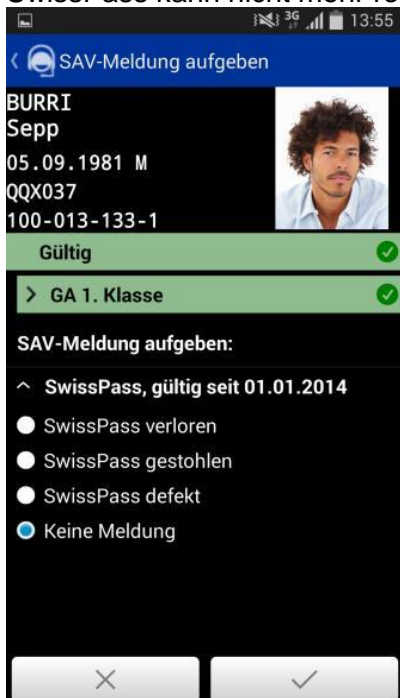 3G 13:55
SAV-Meldung aufgeben
BURRI
Sepp
05.09.1981 M
QQX037
100-013-133-1
Gültig
GA 1. Klasse
SAV-Meldung aufgeben:
SwissPass, gültig seit 01.01.2014
SwissPass verloren
SwissPass gestohlen
SwissPass defekt
Keine Meldung